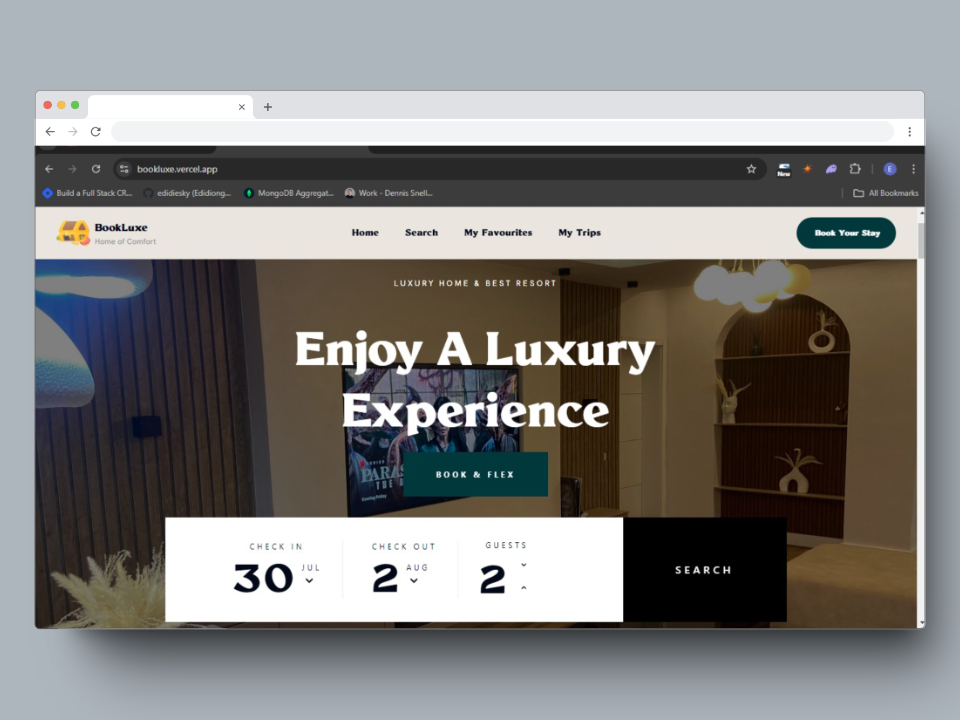 bookluxe.vercel.app
New
E
Build a Full Stack CR...
edidiesky (Edidiong...
MongoDB Aggregat...
Work - Dennis Snell...
All Bookmarks
BookLuxe
Home of Comfort
Home
Search
My Favourites
My Trips
Book Your Stay
LUXURY HOME & BEST RESORT
Enjoy A Luxury
Experience
BOOK & FLEX
CHECK IN
30
JUL
CHECK OUT
2
AUG
GUESTS
2
SEARCH